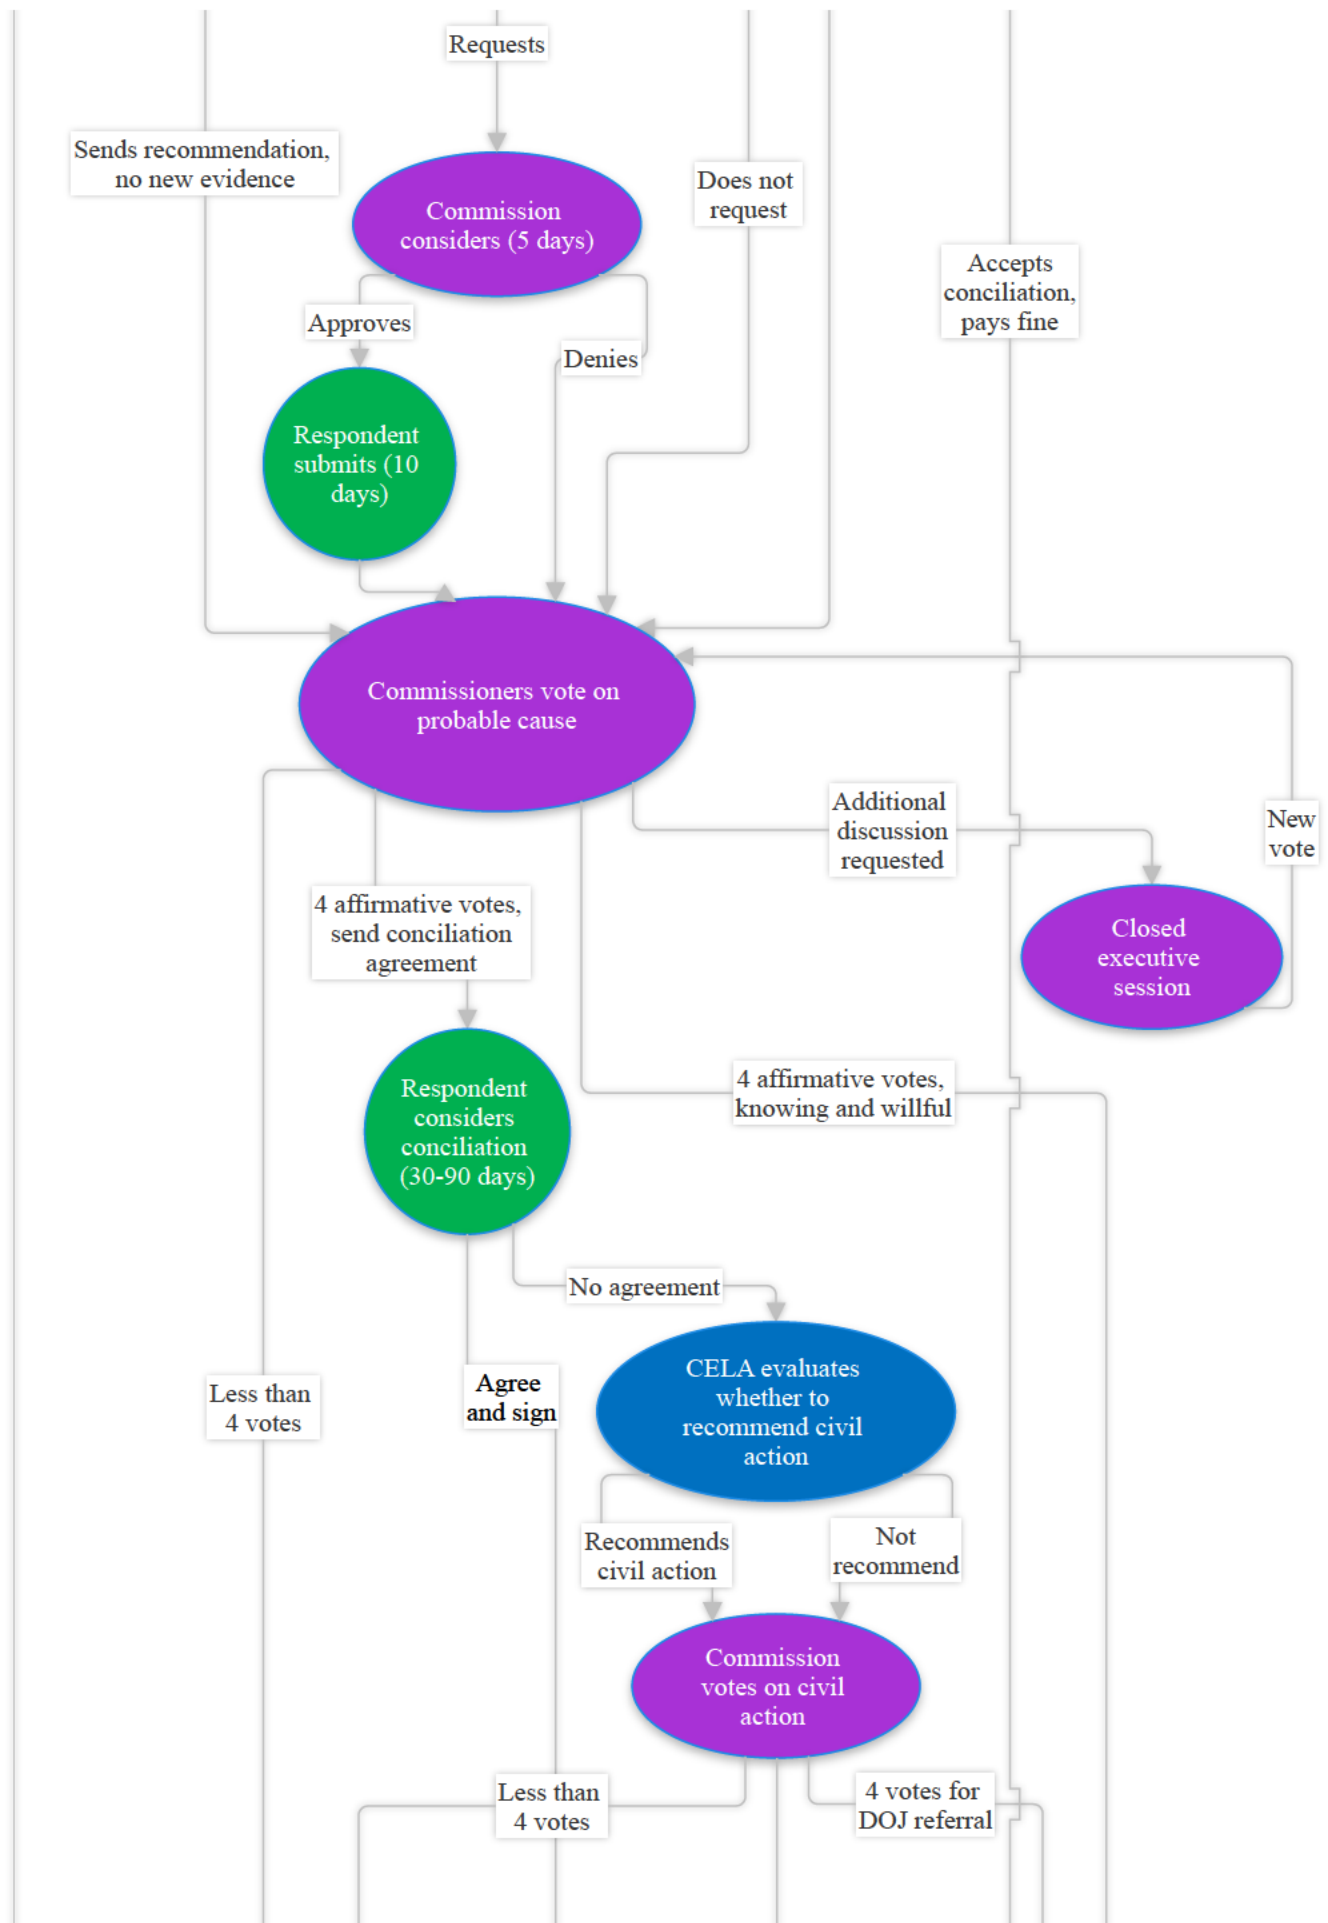 Requests
Sends recommendation,
no new evidence
Does not
request
Commission
considers (5 days)
Accepts
conciliation,
pays fine
Approves
Denies
Respondent
submits (10
days)
Commissioners vote on
probable cause
Additional
discussion
requested
New
vote
4 affirmative votes,
send conciliation
agreement
Closed
executive
session
Respondent
considers
conciliation
(30-90 days)
4 affirmative votes,
knowing and willful
No agreement
Less than
4 votes
Agree
and sign
CELA evaluates
whether to
recommend civil
action
Recommends
civil action
Not
recommend
Commission
votes on civil
action
Less than
4 votes
4 votes for
DOJ referral